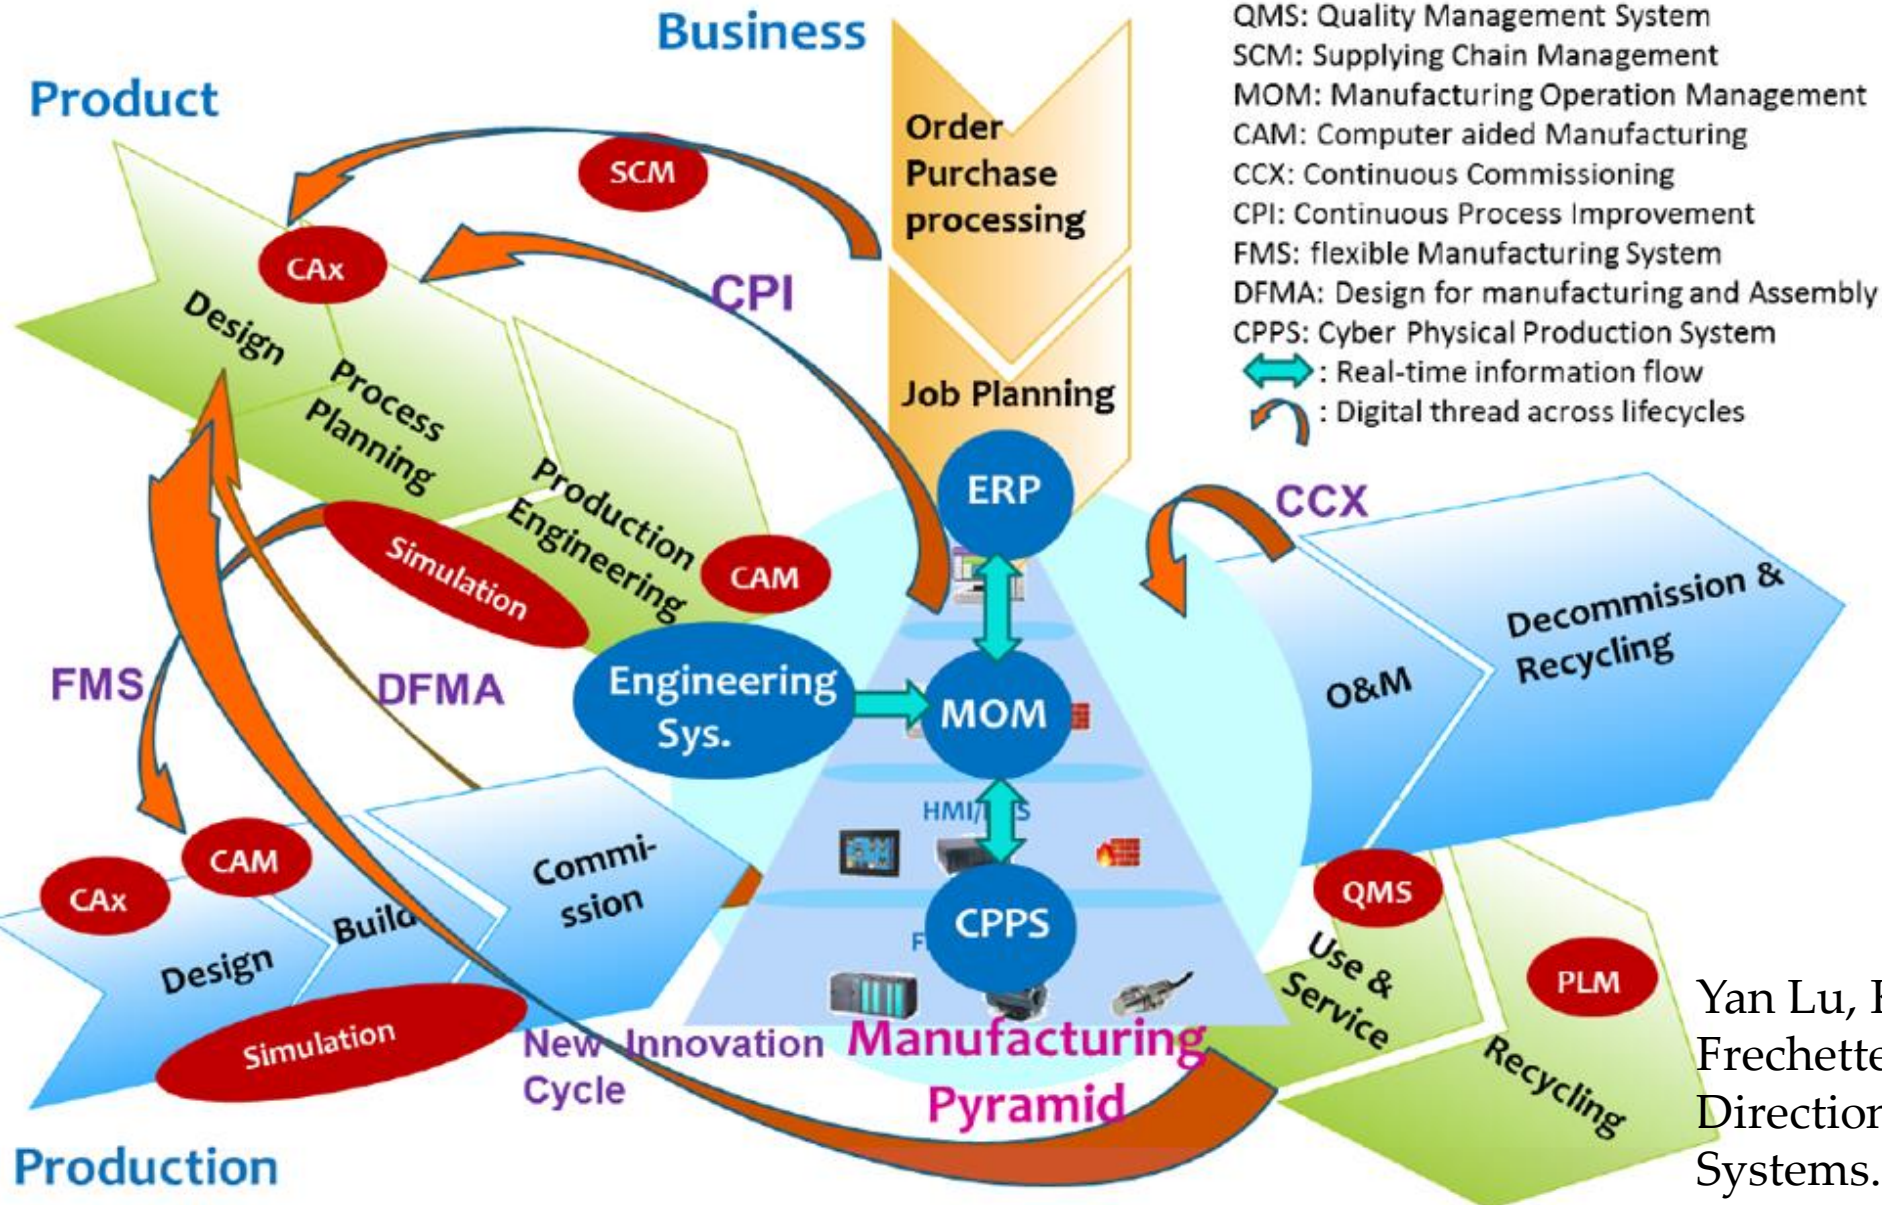 Business
Product
QMS: Quality Management System
SCM: Supplying Chain Management
MOM: Manufacturing Operation Management
CAM: Computer aided Manufacturing
CCX: Continuous Commissioning
CPI: Continuous Process Improvement
FMS: flexible Manufacturing System
DFMA: Design for manufacturing and Assembly
CPPS: Cyber Physical Production System
: Real-time information flow
: Digital thread across lifecycles
Order
Purchase
processing
Job Planning
SCM
CAx
CPI
Design
Process
Planning
Production
Engineering
Simulation
CAM
ERP
CCX
Decommission &
Recycling
O&M
FMS
DFMA
Engineering
Sys.
MOM
CPPS
CAx
CAM
Design
Build
Commi-
ssion
Simulation
QMS
Use &
Service
PLM
Recycling
New Innovation
Cycle
Manufacturing
Pyramid
Production
Yan Lu,
Frechette
Direction
Systems.